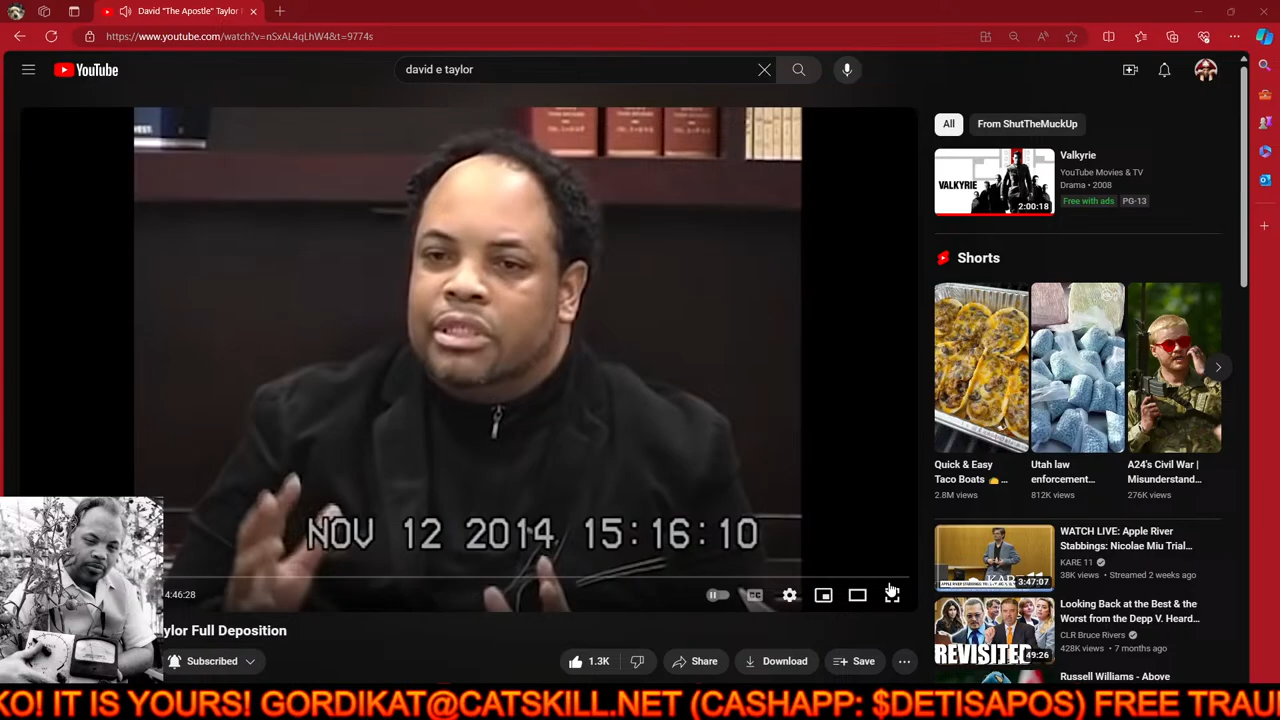 David "The Apostle" Taylor
https://www.youtube.com/watch?v=nSxAL4qLhW4&t=9774s
YouTube
david e taylor
All
From ShutTheMuckUp
VALKYRIE
2:00:18
Valkyrie
YouTube Movies & TV
Drama • 2008
Free with ads
PG-13
Shorts
Quick & Easy
Taco Boats 🌮 ...
2.8M views
Utah law
enforcement...
812K views
A24's Civil War |
Misunderstand...
276K views
NOV 12 2014 15:16:10
4:46:28
ylor Full Deposition
Subscribed
1.3K
Share
Download
Save
3:47:07
WATCH LIVE: Apple River
Stabbings: Nicolae Miu Trial...
KARE 11
38K views • Streamed 2 weeks ago
REVISITED
49:26
Looking Back at the Best & the
Worst from the Depp V. Heard...
CLR Bruce Rivers
428K views • 7 months ago
Russell Williams - About
KO! IT IS YOURS! GORDIKAT@CATSKILL.NET (CASHAPP: $DETISAPOS) FREE TRAU